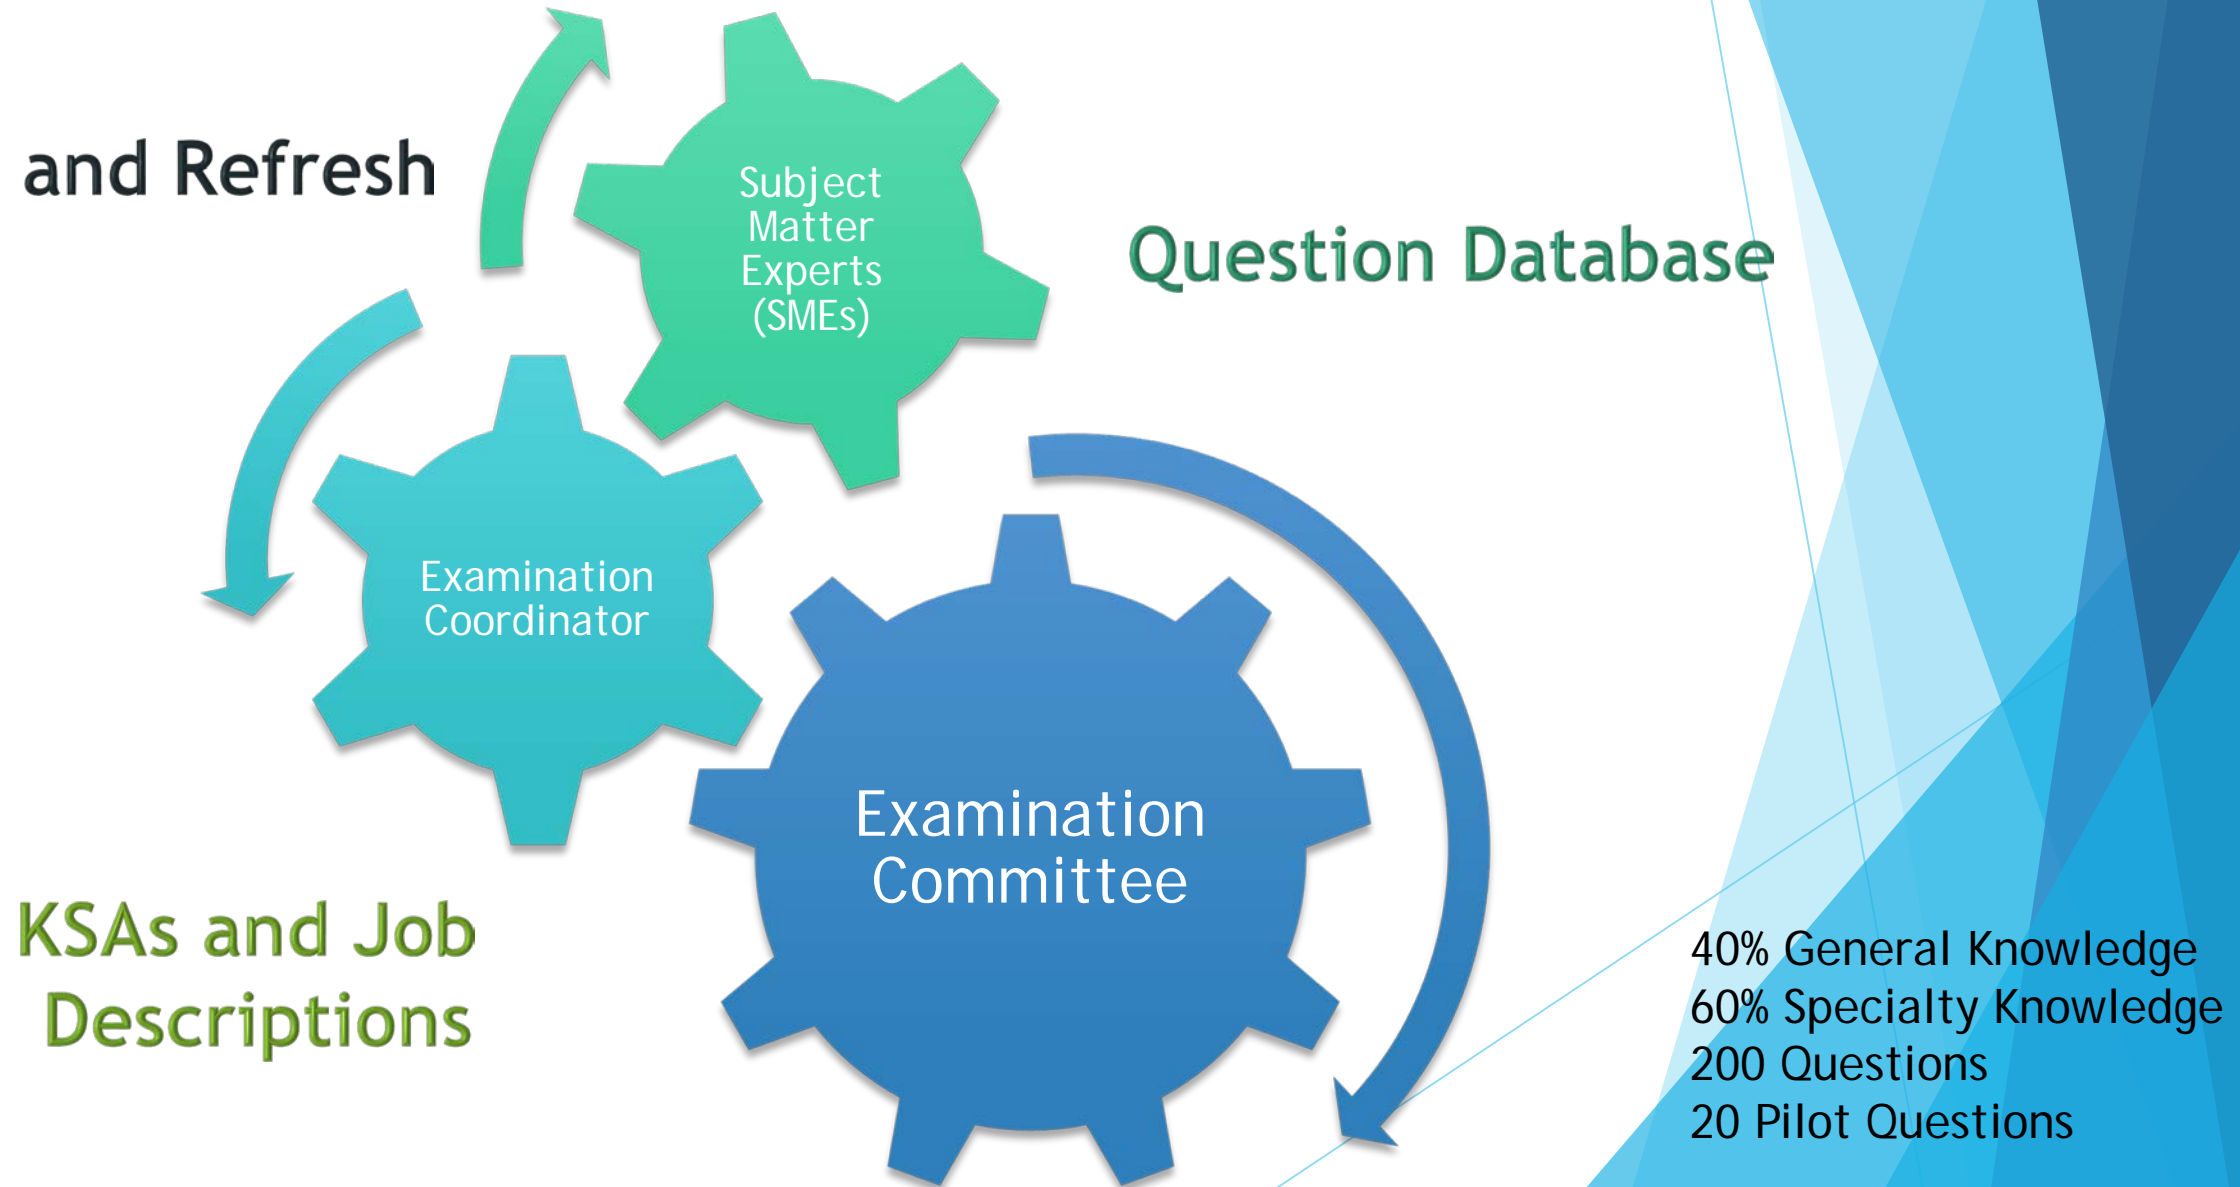 and Refresh
Subject
Matter
Experts
(SMEs)
Question Database
Examination
Coordinator
Examination
Committee
KSAs and Job
Descriptions
40% General Knowledge
60% Specialty Knowledge
200 Questions
20 Pilot Questions